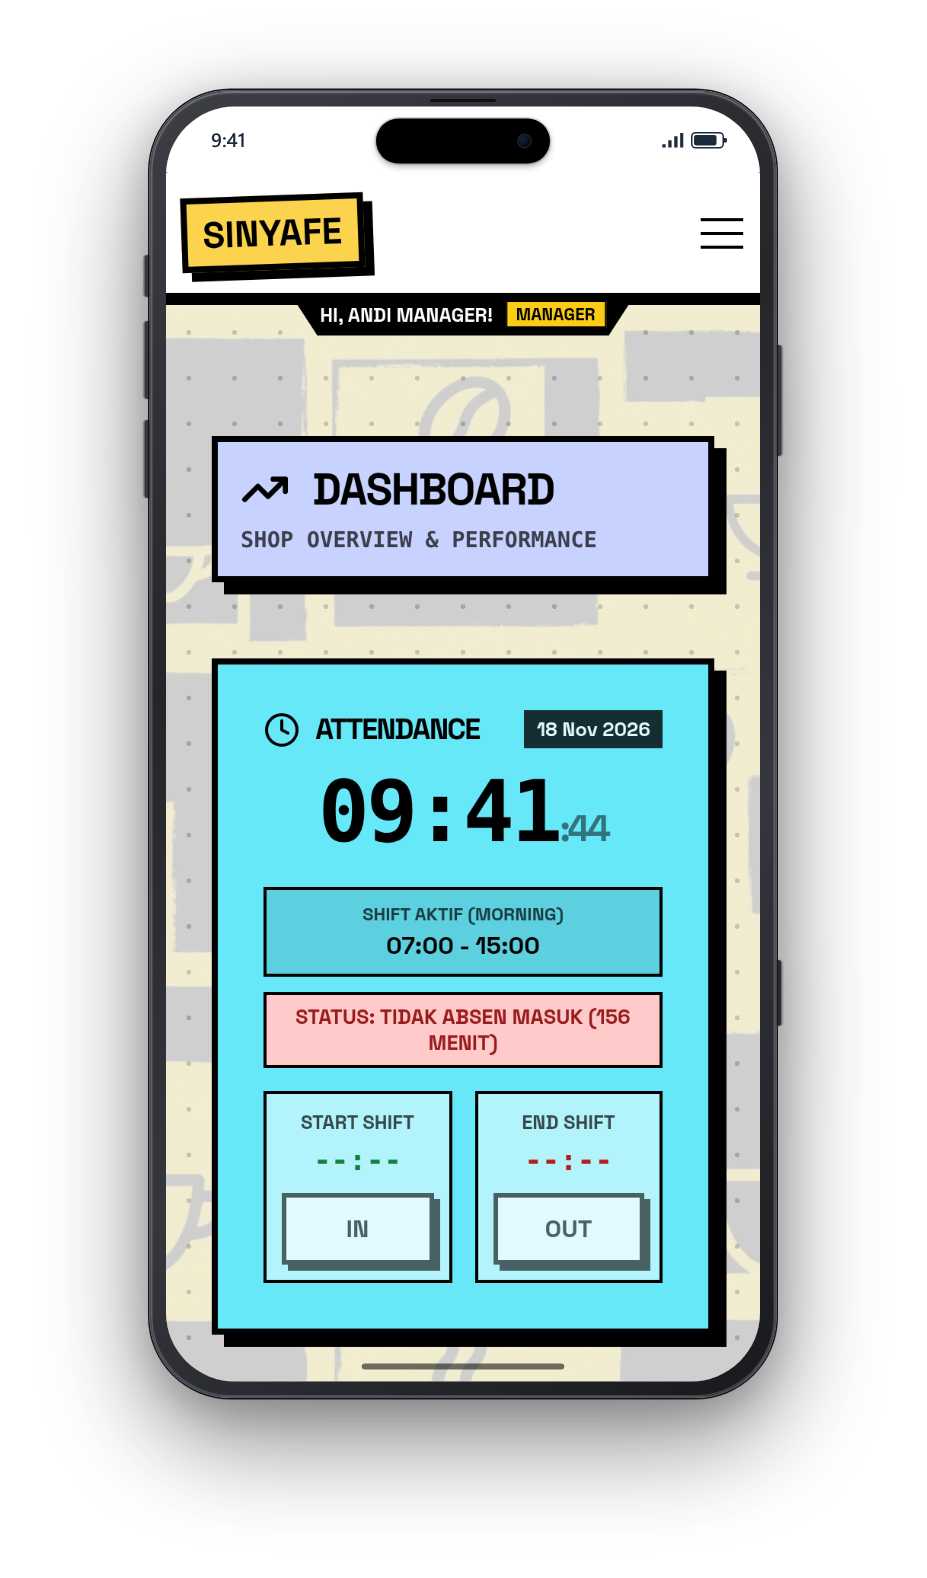 9:41
SINYAFE
HI, ANDI MANAGER! MANAGER
DASHBOARD
SHOP OVERVIEW & PERFORMANCE
ATTENDANCE 18 Nov 2026
09:41:44
SHIFT AKTIF (MORNING)
07:00 - 15:00
STATUS: TIDAK ABSEN MASUK (156
MENIT)
START SHIFT
--:--
IN
END SHIFT
--:--
OUT